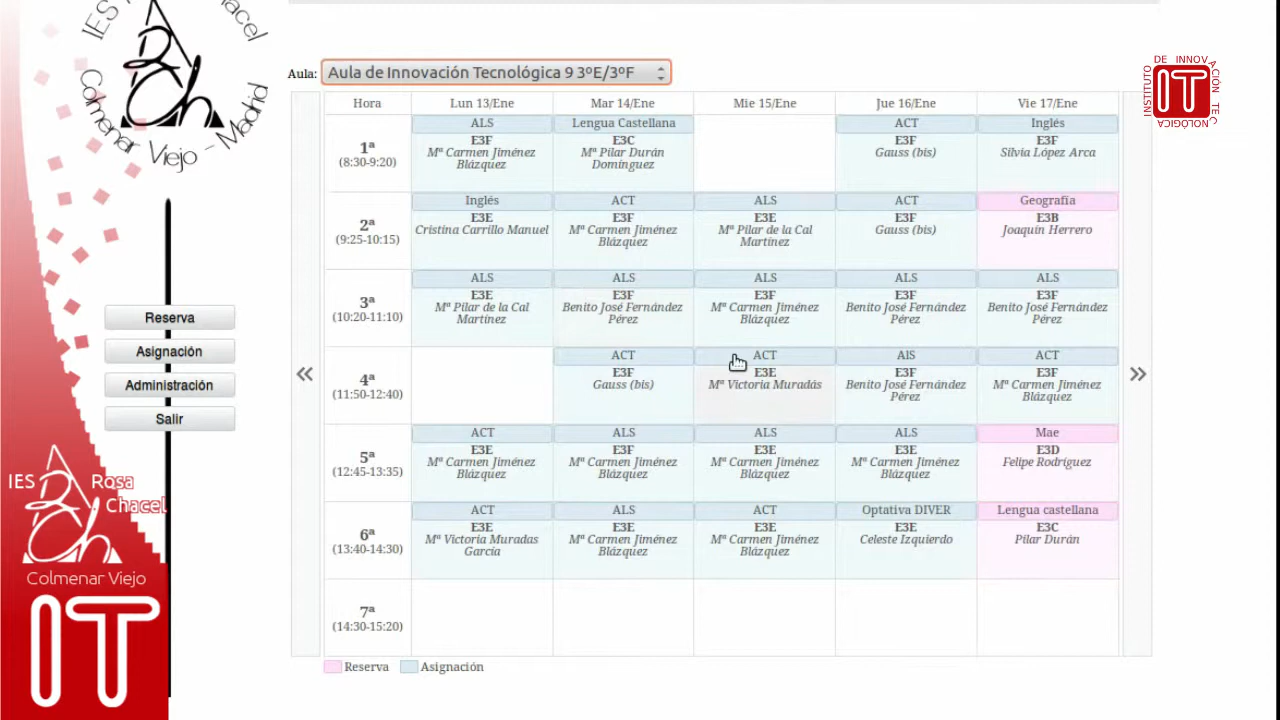 IES Rosa Chacel
Colmenar Viejo - Madrid
Aula: Aula de Innovación Tecnológica 9 3ºE/3ºF
INSTITUTO DE INNOVACION TECNOLÓGICA
IT
Hora Lun 13/Ene Mar 14/Ene Mie 15/Ene Jue 16/Ene Vie 17/Ene
ALS Lengua Castellana ACT Inglés
1ª E3F E3C E3F E3F
(8:30-9:20) Mª Carmen Jiménez Mª Pilar Durán Gauss (bis) Silvia López Arca
Blázquez Domínguez
Inglés ACT ALS ACT Geografía
2ª E3E E3F E3E E3F E3B
(9:25-10:15) Cristina Carrillo Manuel Mª Carmen Jiménez Mª Pilar de la Cal Gauss (bis) Joaquín Herrero
Blázquez Martínez
ALS ALS ALS ALS ALS
3ª E3E E3F E3F E3F E3F
(10:20-11:10) Mª Pilar de la Cal Benito José Fernández Mª Carmen Jiménez Benito José Fernández Benito José Fernández
Martínez Pérez Blázquez Pérez Pérez
ACT ACT AlS ACT
4ª E3F E3E E3F E3F
(11:50-12:40) Gauss (bis) Mª Victoria Muradás Benito José Fernández Mª Carmen Jiménez
Pérez Blázquez
ACT ALS ALS ALS Mae
5ª E3E E3F E3E E3E E3D
(12:45-13:35) Mª Carmen Jiménez Mª Carmen Jiménez Mª Carmen Jiménez Mª Carmen Jiménez Felipe Rodríguez
Blázquez Blázquez Blázquez Blázquez
ACT ALS ACT Optativa DIVER Lengua castellana
6ª E3E E3E E3E E3E E3C
(13:40-14:30) Mª Victoria Muradas Mª Carmen Jiménez Mª Carmen Jiménez Celeste Izquierdo Pilar Durán
García Blázquez Blázquez
7ª
(14:30-15:20)
Reserva Asignación
Reserva
Asignación
Administración
Salir
IES Rosa
Chacel
Colmenar Viejo
IT